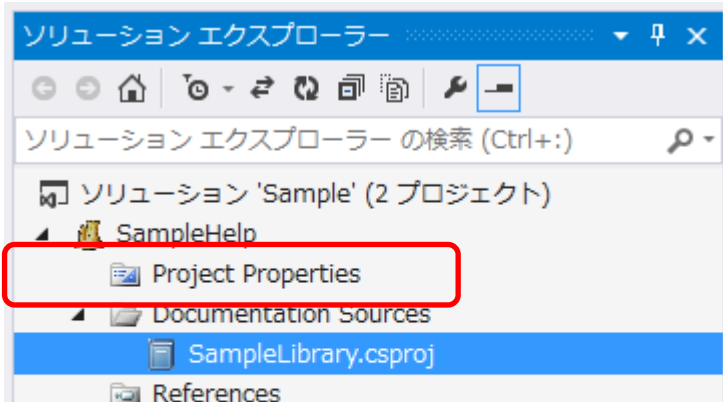 ソリューション エクスプローラー
ソリューション エクスプローラー の検索 (Ctrl+:)
ソリューション 'Sample' (2 プロジェクト)
SampleHelp
Project Properties
Documentation Sources
SampleLibrary.csproj
References